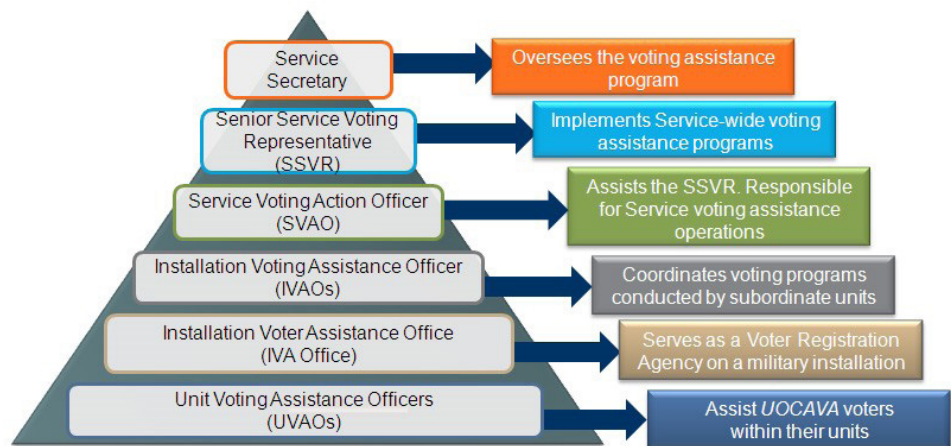 Service
Secretary
Oversees the voting assistance
program
Senior Service Voting
Representative
(SSVR)
Implements Service-wide voting
assistance programs
Service Voting Action Officer
(SVAO)
Assists the SSVR. Responsible
for Service voting assistance
operations
Installation Voting Assistance Officer
(IVAOs)
Coordinates voting programs
conducted by subordinate units
Installation Voter Assistance Office
(IVA Office)
Serves as a Voter Registration
Agency on a military installation
Unit Voting Assistance Officers
(UVAOs)
Assist UOCAVA voters
within their units